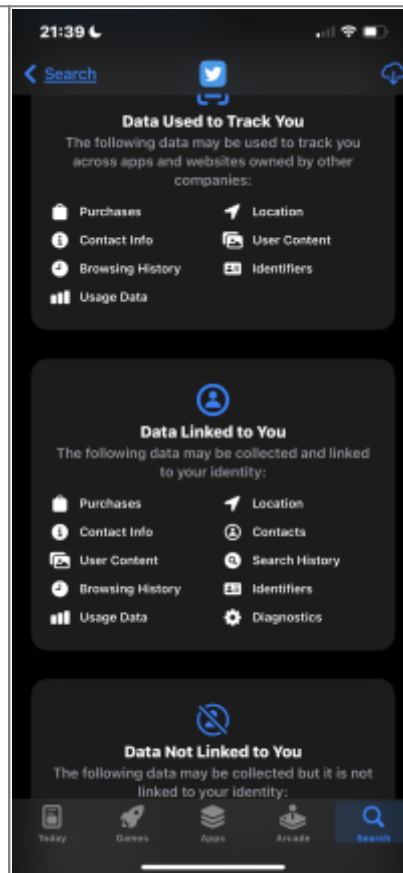 21:39
Search
Data Used to Track You
The following data may be used to track you
across apps and websites owned by other
companies:
Purchases Location
Contact Info User Content
Browsing History Identifiers
Usage Data
Data Linked to You
The following data may be collected and linked
to your identity:
Purchases Location
Contact Info Contacts
User Content Search History
Browsing History Identifiers
Usage Data Diagnostics
Data Not Linked to You
The following data may be collected but it is not
linked to your identity:
Today Games Apps Arcade Search